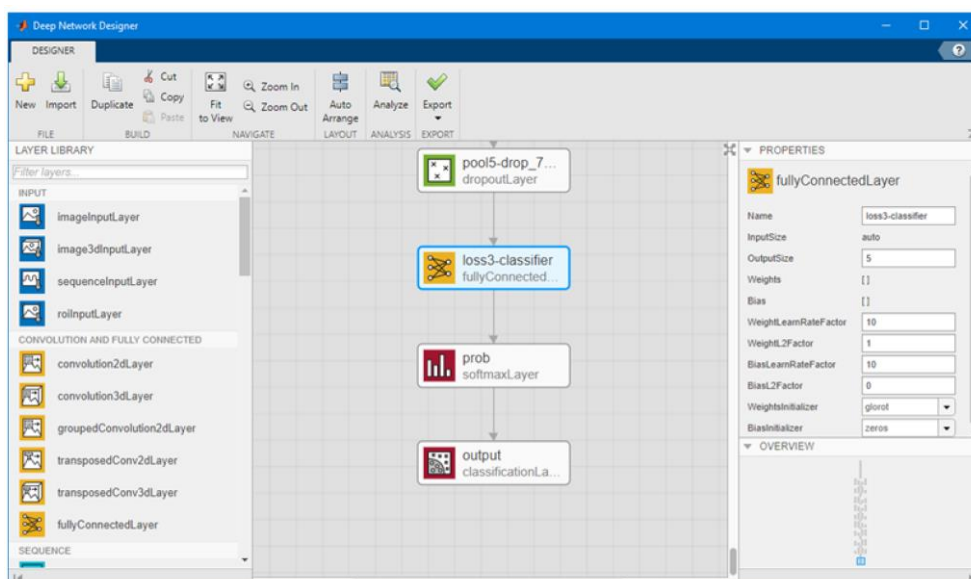 Deep Network Designer
DESIGNER
?
New
Import
Duplicate
Cut
Copy
Paste
Fit
to View
Zoom In
Zoom Out
Auto
Arrange
Analyze
Export
FILE
BUILD
NAVIGATE
LAYOUT
ANALYSIS
EXPORT
LAYER LIBRARY
Filter layers...
INPUT
imageInputLayer
image3dInputLayer
sequenceInputLayer
roiInputLayer
CONVOLUTION AND FULLY CONNECTED
convolution2dLayer
convolution3dLayer
groupedConvolution2dLayer
transposedConv2dLayer
transposedConv3dLayer
fullyConnectedLayer
SEQUENCE
pool5-drop_7...
dropoutLayer
loss3-classifier
fullyConnected...
prob
softmaxLayer
output
classificationLa...
PROPERTIES
fullyConnectedLayer
Name loss3-classifier
InputSize auto
OutputSize 5
Weights []
Bias []
WeightLearnRateFactor 10
WeightL2Factor 1
BiasLearnRateFactor 10
BiasL2Factor 0
WeightsInitializer glorot
BiasInitializer zeros
OVERVIEW